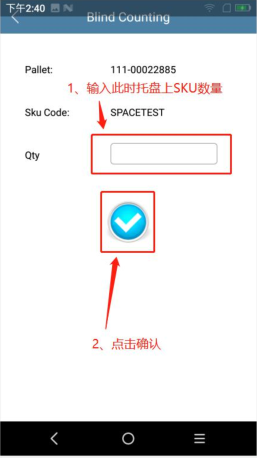 下午2:40
Blind Counting
Pallet: 111-00022885
1、输入此时托盘上SKU数量
Sku Code: SPACETEST
Qty
2、点击确认